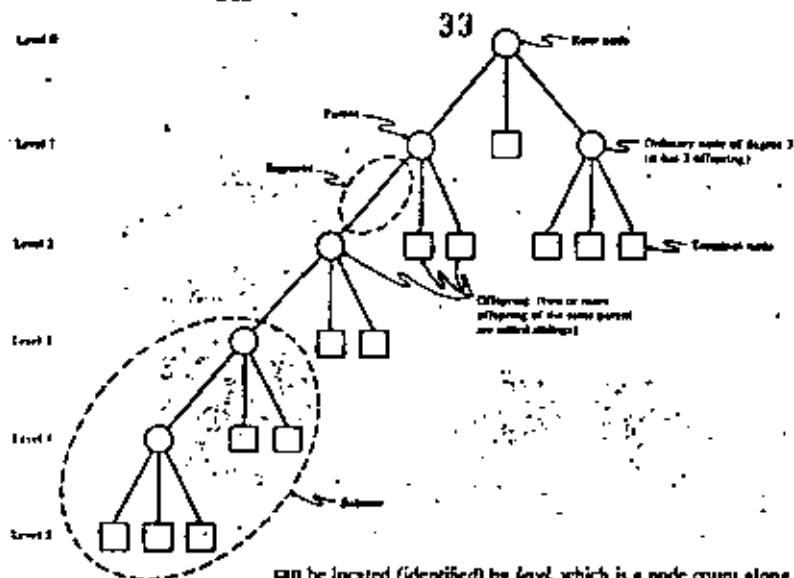 33
Level 0
Root node
Parent
Level 1
Ordinary node of degree 3
(it has 3 offspring)
Segment
Level 2
Terminal node
Offspring (two or more
offspring of the same parent
are called siblings)
Level 3
Level 4
Subtree
Level 5
can be located (identified) by level, which is a node count along